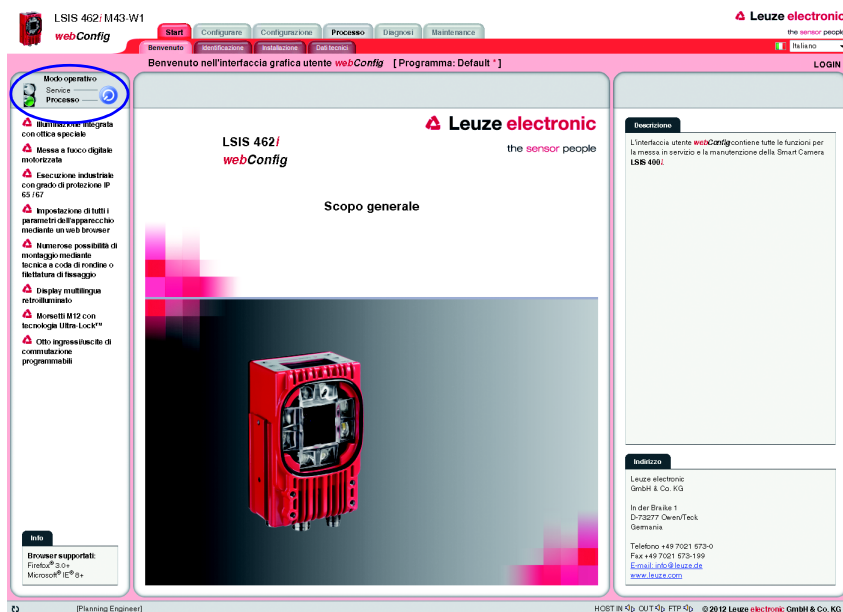 LSIS 462i M43-W1
webConfig
Leuze electronic
the sensor people
Start Configurare Configurazione Processo Diagnosi Maintenance
Benvenuto Identificazione Installazione Dati tecnici
Italiano
Benvenuto nell'interfaccia grafica utente webConfig [ Programma: Default * ]
LOGIN
Modo operativo
Service
Processo
Illuminazione integrata
con ottica speciale
Messa a fuoco digitale
motorizzata
Esecuzione industriale
con grado di protezione IP
65 / 67
Impostazione di tutti i
parametri dell'apparecchio
mediante un web browser
Numerose possibilità di
montaggio mediante
tecnica a coda di rondine o
filettatura di fissaggio
Display multilingua
retroilluminato
Morsetti M12 con
tecnologia Ultra-Lock™
Otto ingressi/uscite di
commutazione
programmabili
Info
Browser supportati:
Firefox® 3.0+
Microsoft® IE® 8+
LSIS 462i
webConfig
Leuze electronic
the sensor people
Scopo generale
Descrizione
L'interfaccia utente webConfig contiene tutte le funzioni per
la messa in servizio e la manutenzione della Smart Camera
LSIS 400i.
Indirizzo
Leuze electronic
GmbH & Co. KG
In der Braike 1
D-73277 Owen/Teck
Germania
Telefono +49 7021 573-0
Fax +49 7021 573-199
E-mail: info@leuze.de
www.leuze.com
[Planning Engineer]
HOST IN OUT FTP © 2012 Leuze electronic GmbH & Co. KG